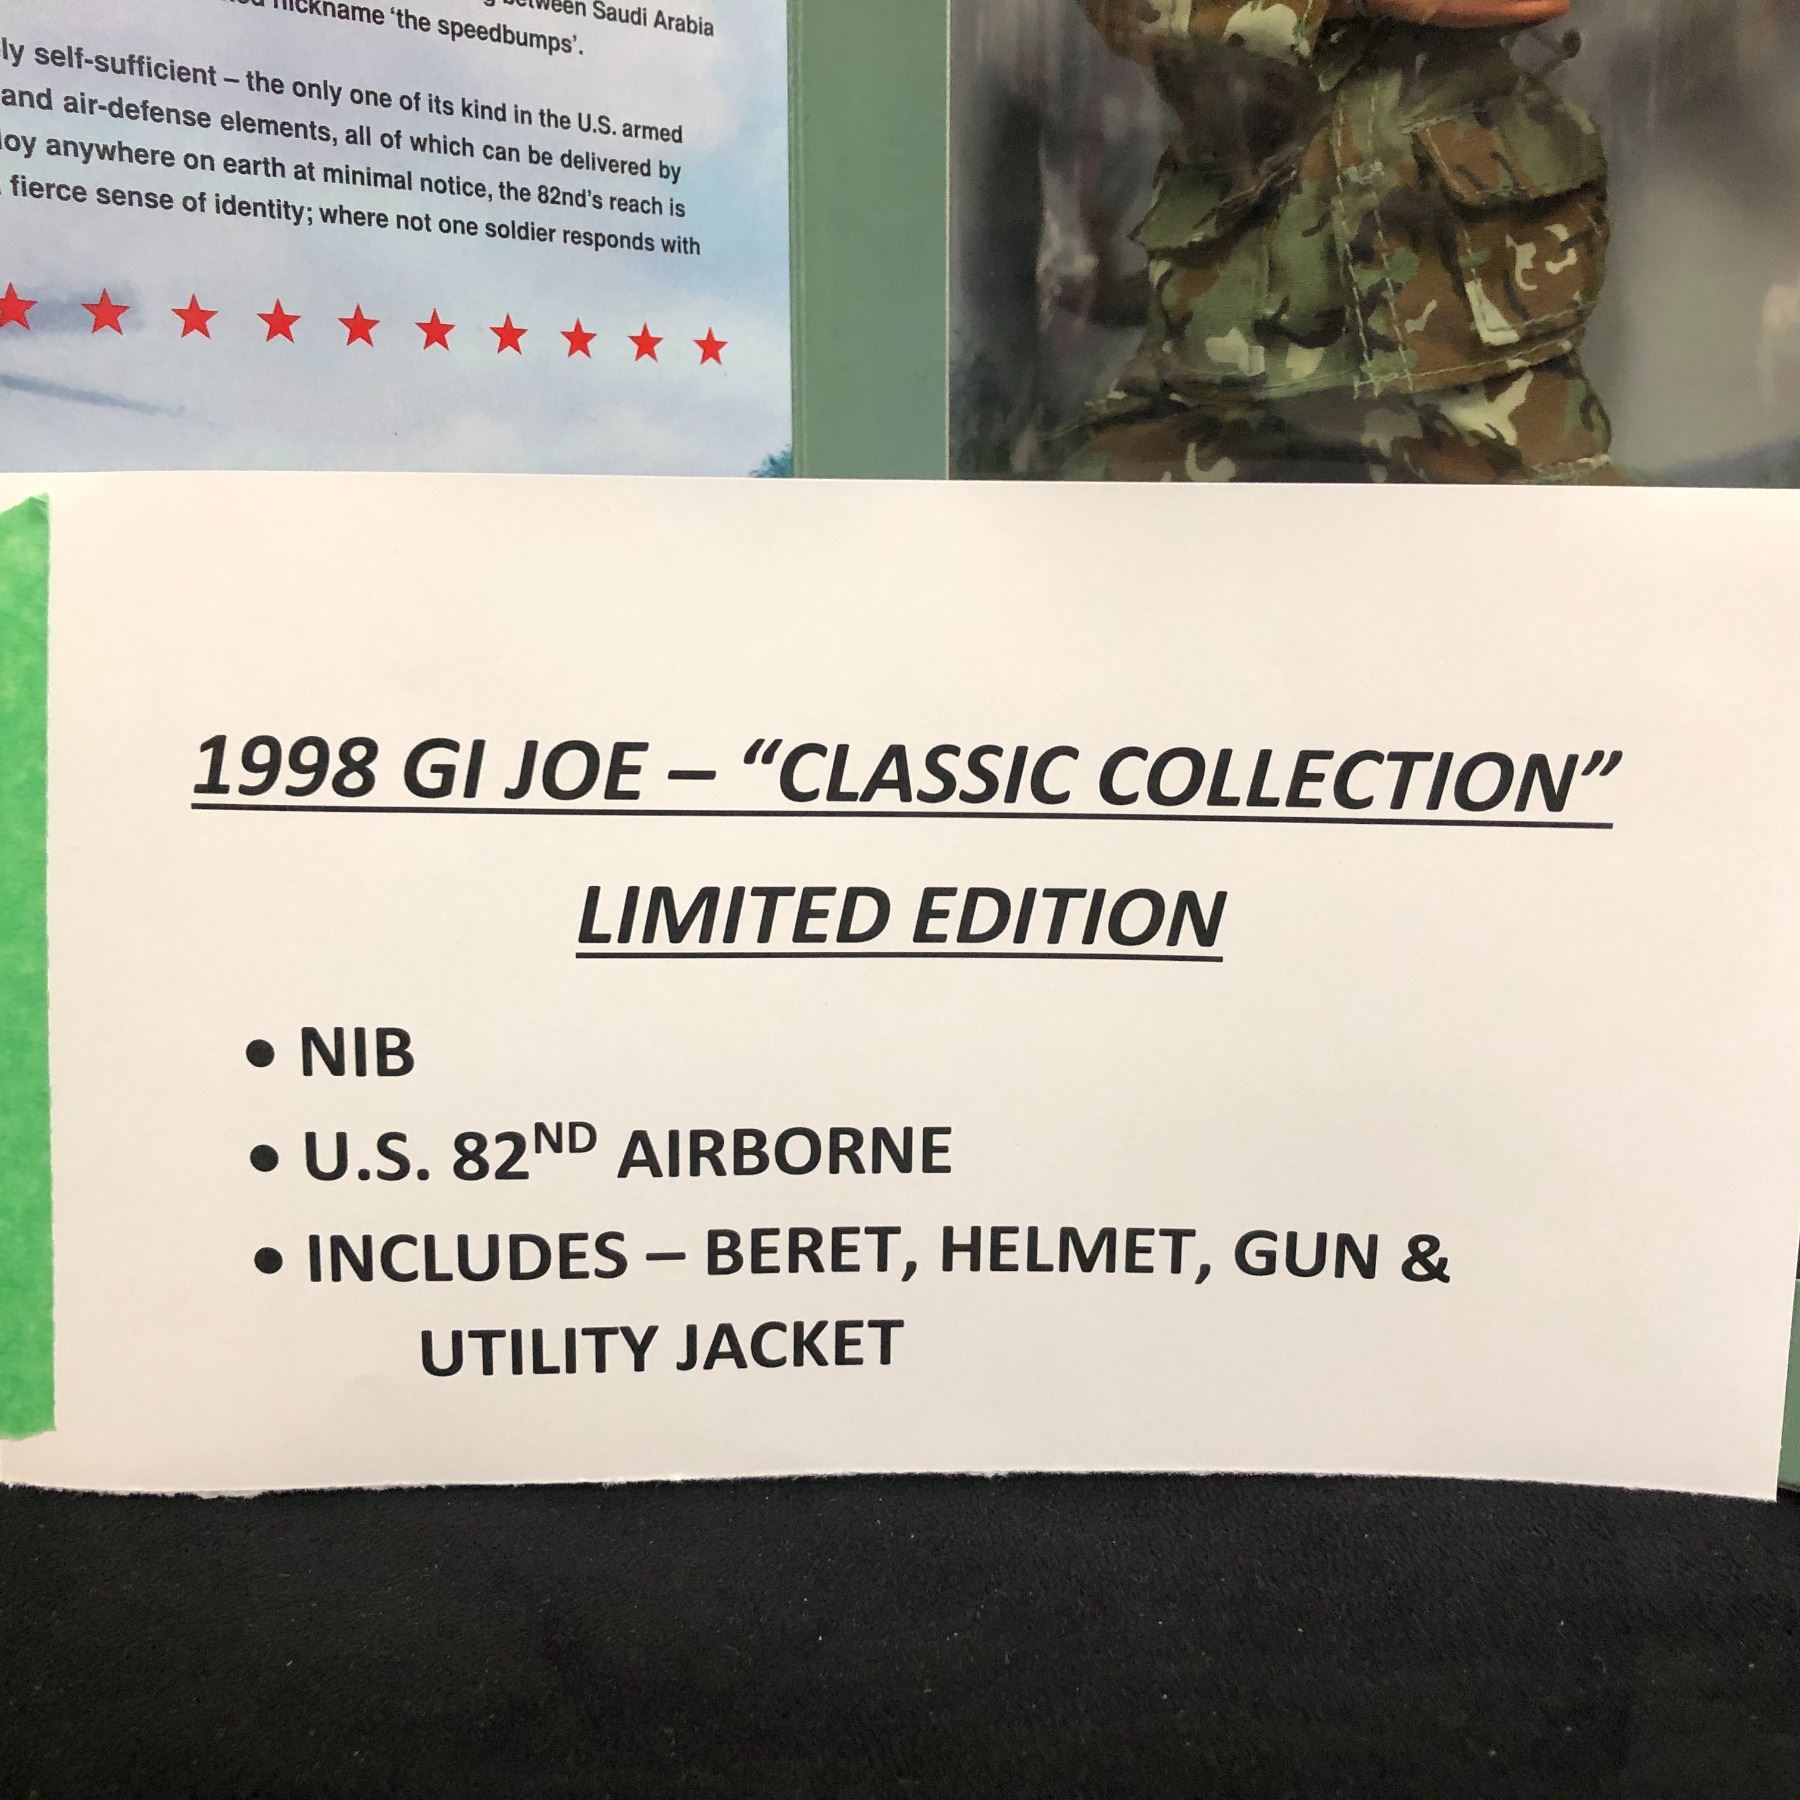 between Saudi Arabia
nickname ‘the speedbumps’.
ly self-sufficient – the only one of its kind in the U.S. armed
and air-defense elements, all of which can be delivered by
loy anywhere on earth at minimal notice, the 82nd’s reach is
fierce sense of identity; where not one soldier responds with
1998 GI JOE – “CLASSIC COLLECTION”
LIMITED EDITION
• NIB
• U.S. 82ND AIRBORNE
• INCLUDES – BERET, HELMET, GUN &
UTILITY JACKET